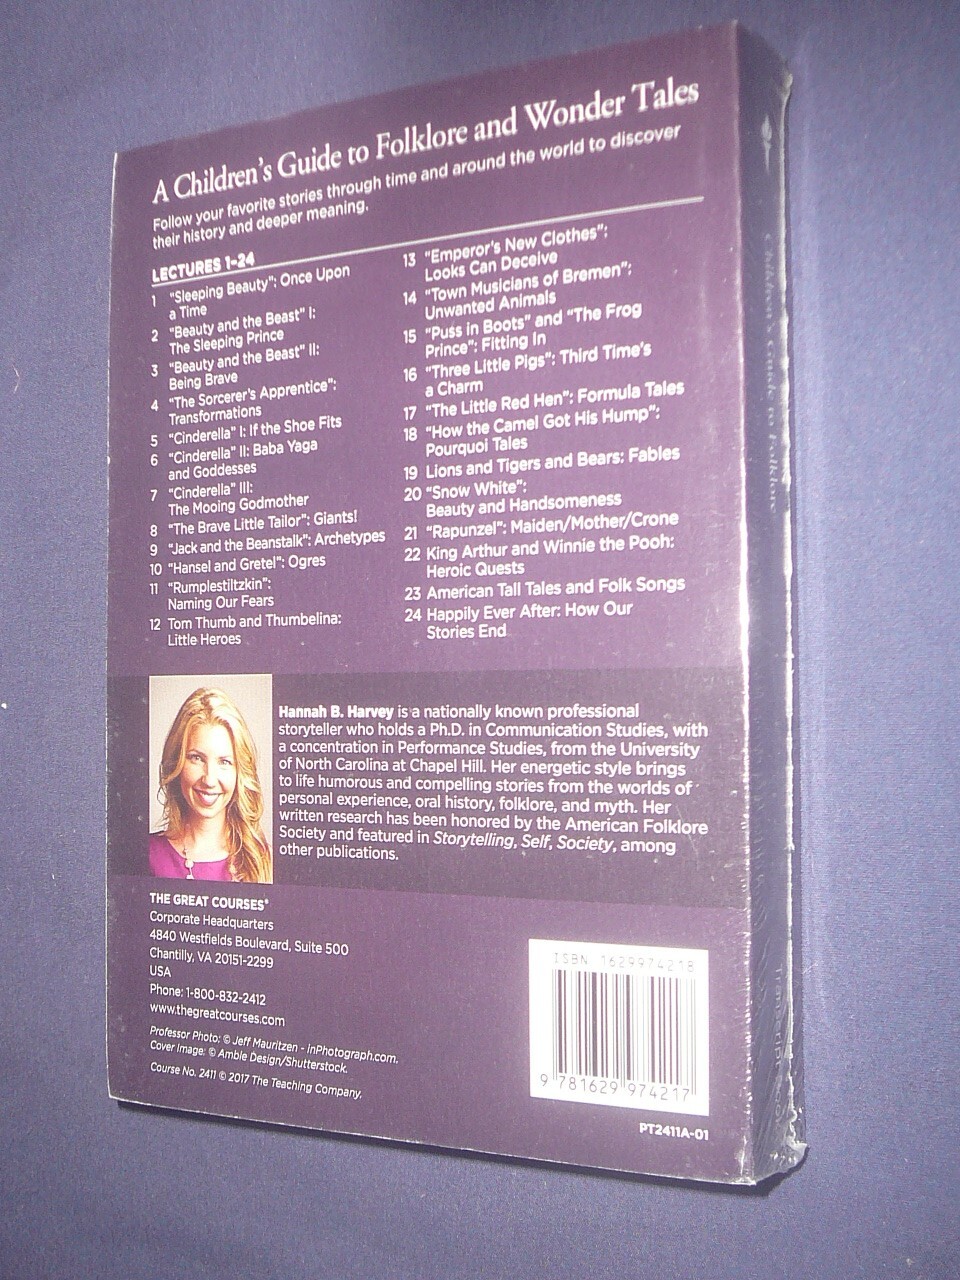 A Children's Guide to Folklore and Wonder Tales
Follow your favorite stories through time and around the world to discover
their history and deeper meaning.
LECTURES 1–24
1 "Sleeping Beauty": Once Upon
a Time
2 "Beauty and the Beast" I:
The Sleeping Prince
3 "Beauty and the Beast" II:
Being Brave
4 "The Sorcerer's Apprentice":
Transformations
5 "Cinderella" I: If the Shoe Fits
6 "Cinderella" II: Baba Yaga
and Goddesses
7 "Cinderella" III:
The Mooing Godmother
8 "The Brave Little Tailor": Giants!
9 "Jack and the Beanstalk": Archetypes
10 "Hansel and Gretel": Ogres
11 "Rumplestiltzkin":
Naming Our Fears
12 Tom Thumb and Thumbelina:
Little Heroes
13 "Emperor's New Clothes":
Looks Can Deceive
14 "Town Musicians of Bremen":
Unwanted Animals
15 "Puss in Boots" and "The Frog
Prince": Fitting In
16 "Three Little Pigs": Third Time's
a Charm
17 "The Little Red Hen": Formula Tales
18 "How the Camel Got His Hump":
Pourquoi Tales
19 Lions and Tigers and Bears: Fables
20 "Snow White":
Beauty and Handsomeness
21 "Rapunzel": Maiden/Mother/Crone
22 King Arthur and Winnie the Pooh:
Heroic Quests
23 American Tall Tales and Folk Songs
24 Happily Ever After: How Our
Stories End
Hannah B. Harvey is a nationally known professional
storyteller who holds a Ph.D. in Communication Studies, with
a concentration in Performance Studies, from the University
of North Carolina at Chapel Hill. Her energetic style brings
to life humorous and compelling stories from the worlds of
personal experience, oral history, folklore, and myth. Her
written research has been honored by the American Folklore
Society and featured in Storytelling, Self, Society, among
other publications.
THE GREAT COURSES®
Corporate Headquarters
4840 Westfields Boulevard, Suite 500
Chantilly, VA 20151-2299
USA
Phone: 1-800-832-2412
www.thegreatcourses.com
Professor Photo: © Jeff Mauritzen - inPhotograph.com.
Cover Image: © Amble Design/Shutterstock.
Course No. 2411 © 2017 The Teaching Company.
ISBN 1629974218
9 781629 974217
PT2411A-01
Children's Guide to Folklore
Transcript Book